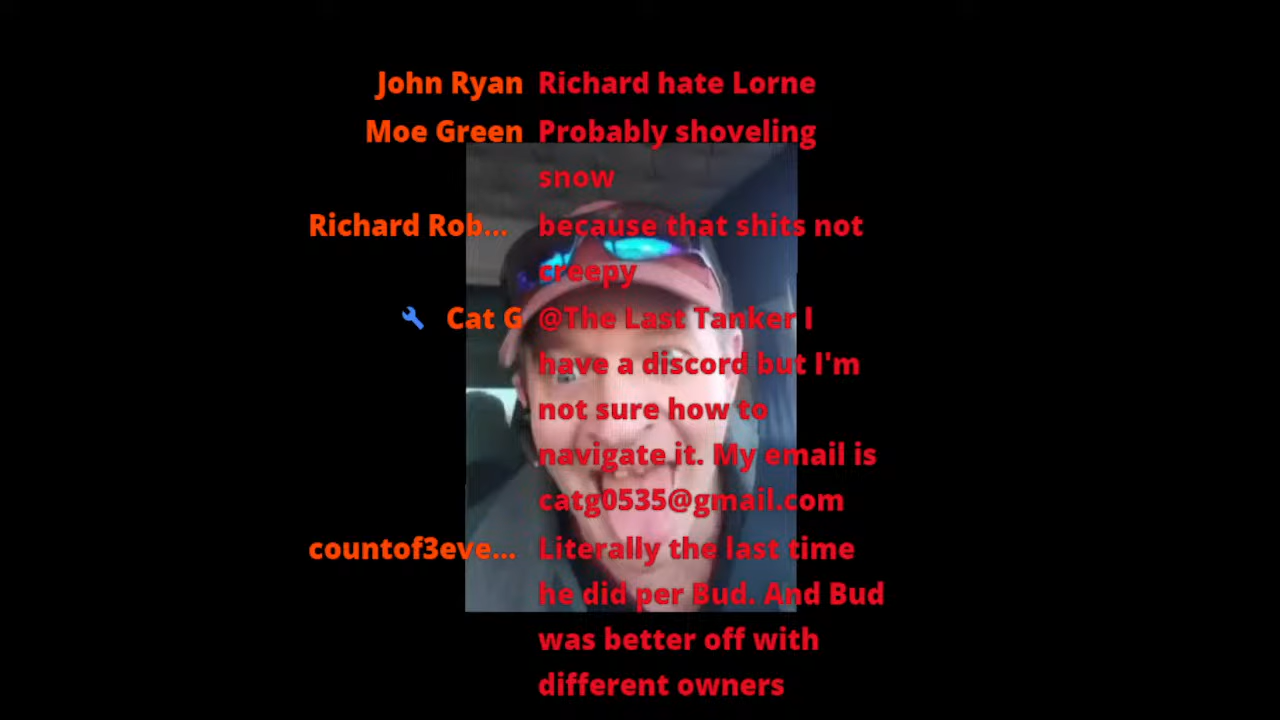 John Ryan Richard hate Lorne
Moe Green Probably shoveling
snow
Richard Rob... because that shits not
creepy
Cat G @The Last Tanker I
have a discord but I'm
not sure how to
navigate it. My email is
catg0535@gmail.com
countof3eve... Literally the last time
he did per Bud. And Bud
was better off with
different owners